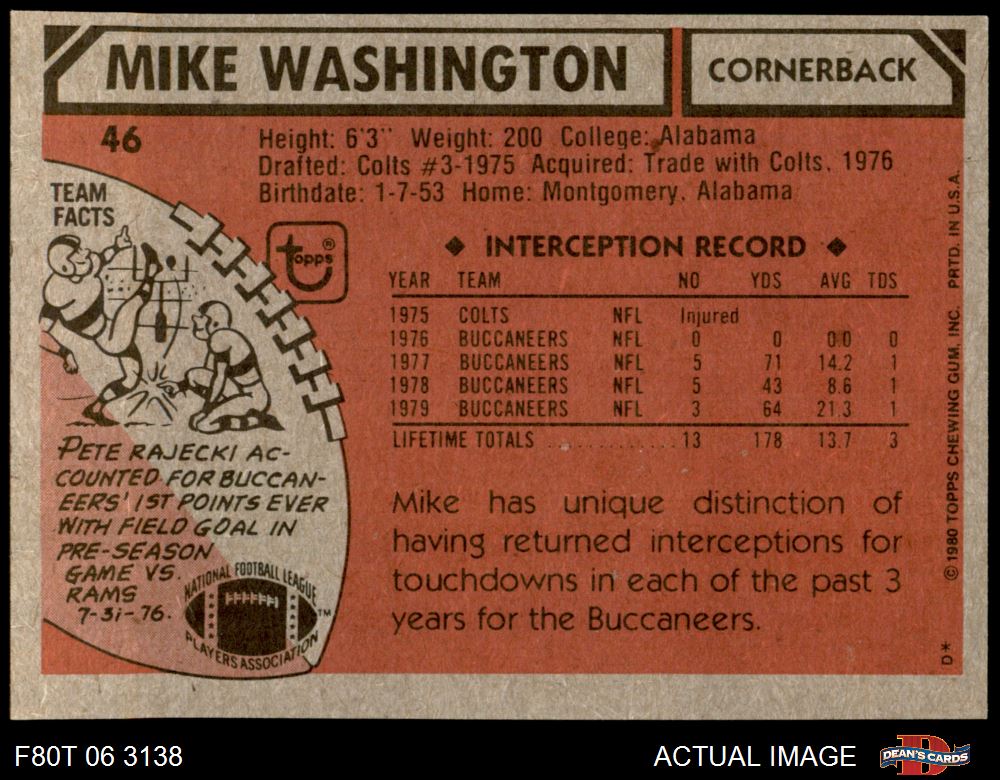 MIKE WASHINGTON
CORNERBACK
46
Height: 6'3" Weight: 200 College: Alabama
Drafted: Colts #3-1975 Acquired: Trade with Colts, 1976
Birthdate: 1-7-53 Home: Montgomery, Alabama
TEAM
FACTS
topps®
◆ INTERCEPTION RECORD ◆
YEAR TEAM NO YDS AVG TDS
1975 COLTS NFL Injured
1976 BUCCANEERS NFL 0 0 0.0 0
1977 BUCCANEERS NFL 5 71 14.2 1
1978 BUCCANEERS NFL 5 43 8.6 1
1979 BUCCANEERS NFL 3 64 21.3 1
LIFETIME TOTALS .................. 13 178 13.7 3
PETE RAJECKI AC-
COUNTED FOR BUCCAN-
EERS' 1ST POINTS EVER
WITH FIELD GOAL IN
PRE-SEASON
GAME VS.
RAMS
7-31-76.
NATIONAL FOOTBALL LEAGUE
PLAYERS ASSOCIATION
TM
Mike has unique distinction of
having returned interceptions for
touchdowns in each of the past 3
years for the Buccaneers.
© 1980 TOPPS CHEWING GUM, INC. PRTD. IN U.S.A.
D*
F80T 06 3138
ACTUAL IMAGE
D
DEAN'S CARDS